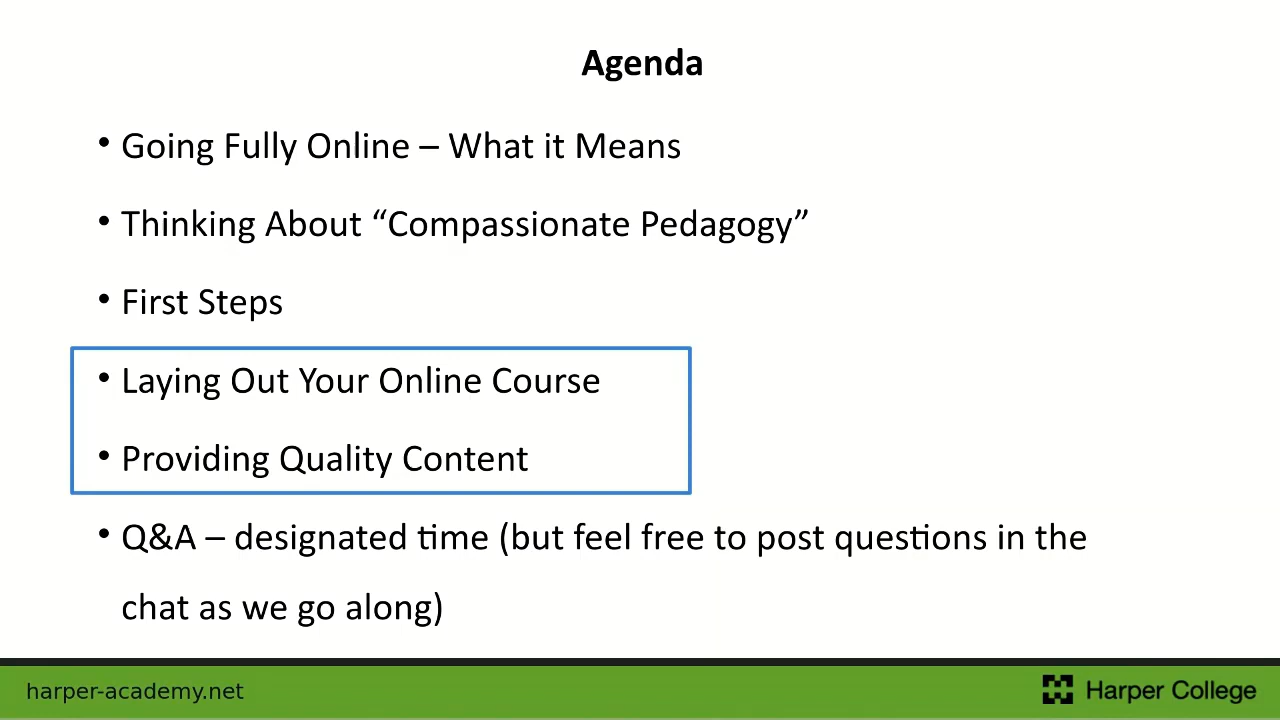 Agenda
• Going Fully Online – What it Means
• Thinking About “Compassionate Pedagogy”
• First Steps
• Laying Out Your Online Course
• Providing Quality Content
• Q&A – designated time (but feel free to post questions in the
chat as we go along)
harper-academy.net
Harper College